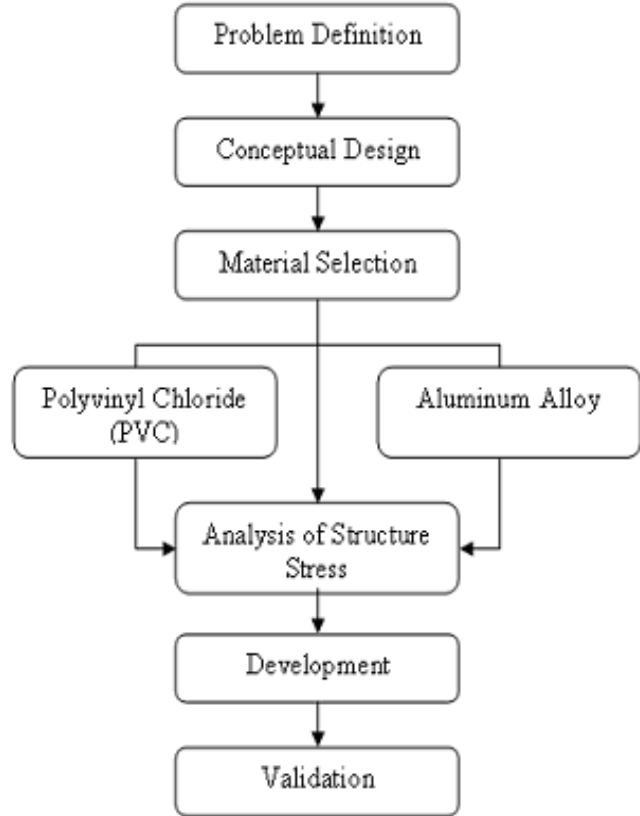 Problem Definition
Conceptual Design
Material Selection
Polyvinyl Chloride
(PVC)
Aluminum Alloy
Analysis of Structure
Stress
Development
Validation